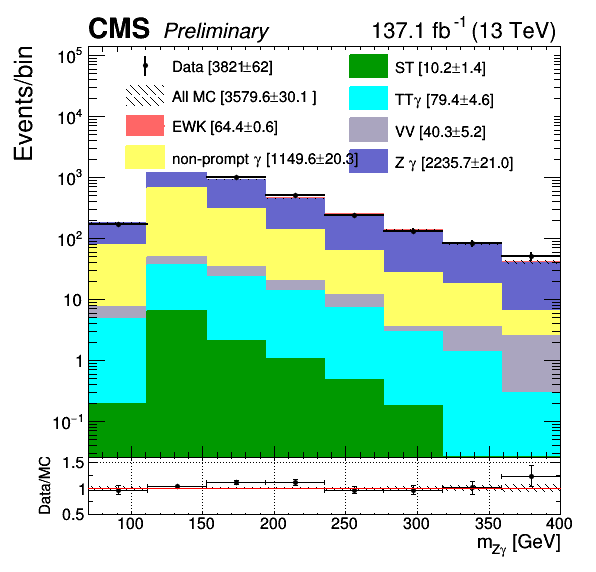 CMS Preliminary 137.1 fb⁻¹ (13 TeV)
Events/bin
10⁵
10⁴
10³
10²
10
1
10⁻¹
Data [3821±62]
All MC [3579.6±30.1 ]
EWK [64.4±0.6]
non-prompt γ [1149.6±20.3]
ST [10.2±1.4]
TTγ [79.4±4.6]
VV [40.3±5.2]
Z γ [2235.7±21.0]
Data/MC
1.5
1
0.5
100 150 200 250 300 350 400
m_Zγ [GeV]